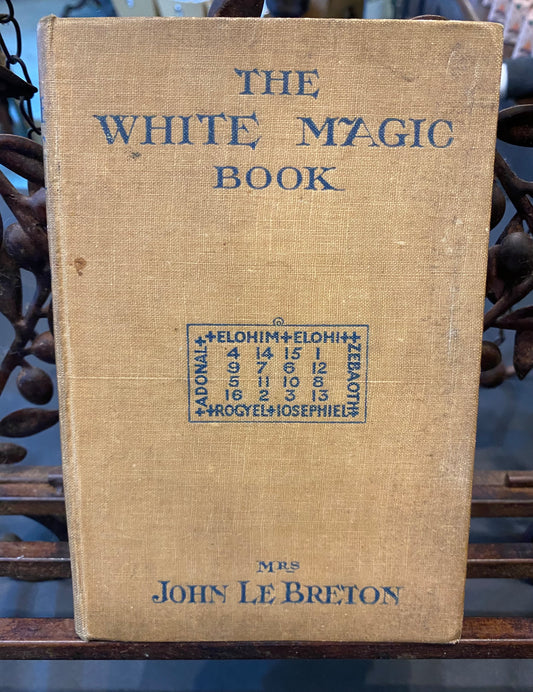 THE
WHITE MAGIC
BOOK
+ELOHIM+ELOHI++
+ADONAL+
ZEBAOTH
4 14 15 1
9 7 6 12
5 11 10 8
16 2 3 13
++ROGYEL+IOSEPHIEL+
MRS
JOHN LE BRETON